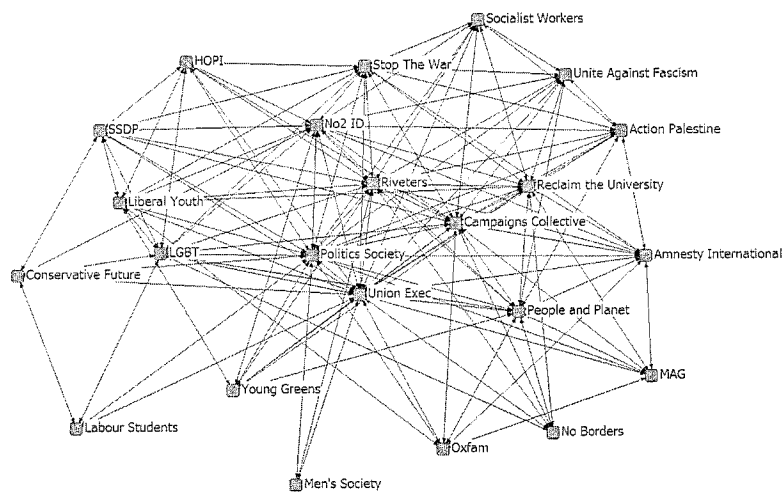 Socialist Workers
HOPI
Stop The War
Unite Against Fascism
SSDP
No2 ID
Action Palestine
Riveters
Reclaim the University
Liberal Youth
Campaigns Collective
LGBT
Politics Society
Amnesty International
Conservative Future
Union Exec
People and Planet
MAG
Young Greens
Labour Students
No Borders
Oxfam
Men's Society